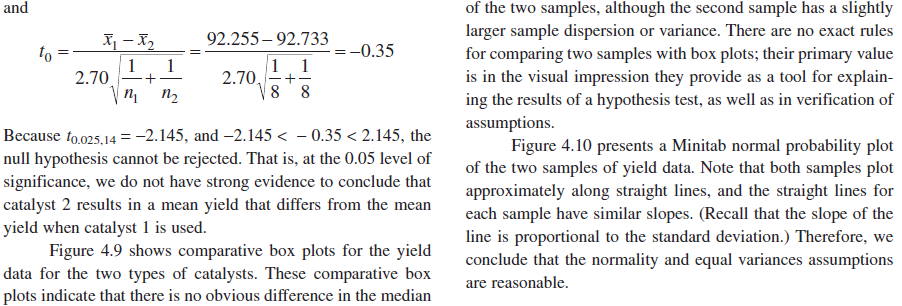 and
t₀ = (x̄₁ − x̄₂) / (2.70 √(1/n₁ + 1/n₂)) = (92.255 – 92.733) / (2.70 √(1/8 + 1/8)) = –0.35
Because t₀.₀₂₅,₁₄ = –2.145, and –2.145 < – 0.35 < 2.145, the
null hypothesis cannot be rejected. That is, at the 0.05 level of
significance, we do not have strong evidence to conclude that
catalyst 2 results in a mean yield that differs from the mean
yield when catalyst 1 is used.
Figure 4.9 shows comparative box plots for the yield
data for the two types of catalysts. These comparative box
plots indicate that there is no obvious difference in the median
of the two samples, although the second sample has a slightly
larger sample dispersion or variance. There are no exact rules
for comparing two samples with box plots; their primary value
is in the visual impression they provide as a tool for explain-
ing the results of a hypothesis test, as well as in verification of
assumptions.
Figure 4.10 presents a Minitab normal probability plot
of the two samples of yield data. Note that both samples plot
approximately along straight lines, and the straight lines for
each sample have similar slopes. (Recall that the slope of the
line is proportional to the standard deviation.) Therefore, we
conclude that the normality and equal variances assumptions
are reasonable.